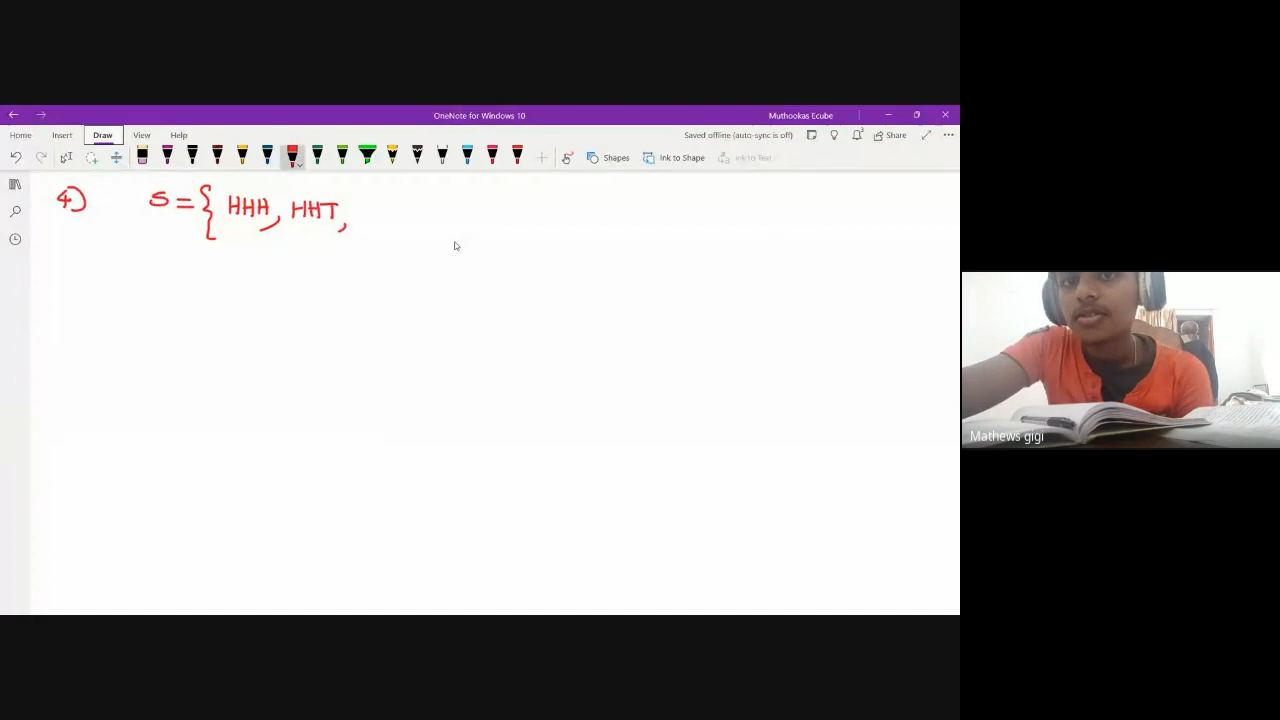 OneNote for Windows 10
Muthookas Ecube
Home Insert Draw View Help
Saved offline (auto-sync is off)
Share
Shapes
Ink to Shape
Ink to Text
4) S = { HHH, HHT,
Mathews gigi